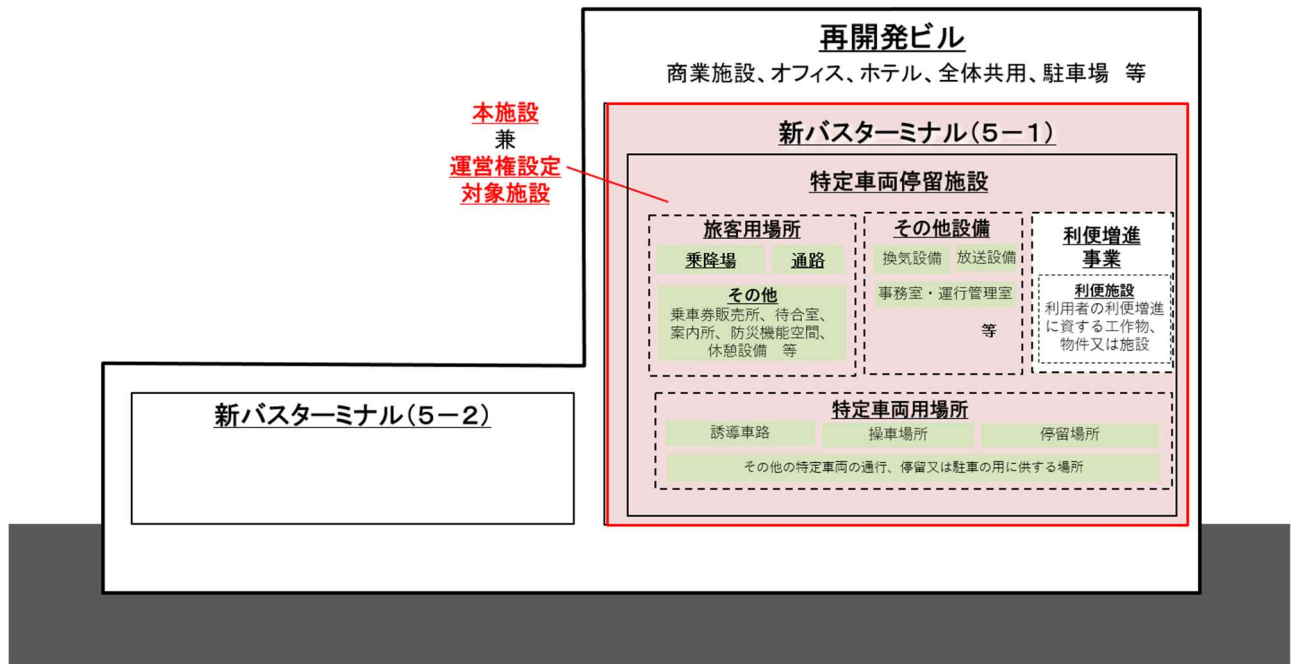 再開発ビル
商業施設、オフィス、ホテル、全体共用、駐車場 等
本施設
兼
運営権設定
対象施設
新バスターミナル(5-1)
特定車両停留施設
旅客用場所
乗降場
通路
その他
乗車券販売所、待合室、
案内所、防災機能空間、
休憩設備 等
その他設備
換気設備
放送設備
事務室・運行管理室
等
利便増進
事業
利便施設
利用者の利便増進
に資する工作物、
物件又は施設
特定車両用場所
誘導車路
操車場所
停留場所
その他の特定車両の通行、停留又は駐車の用に供する場所
新バスターミナル(5-2)